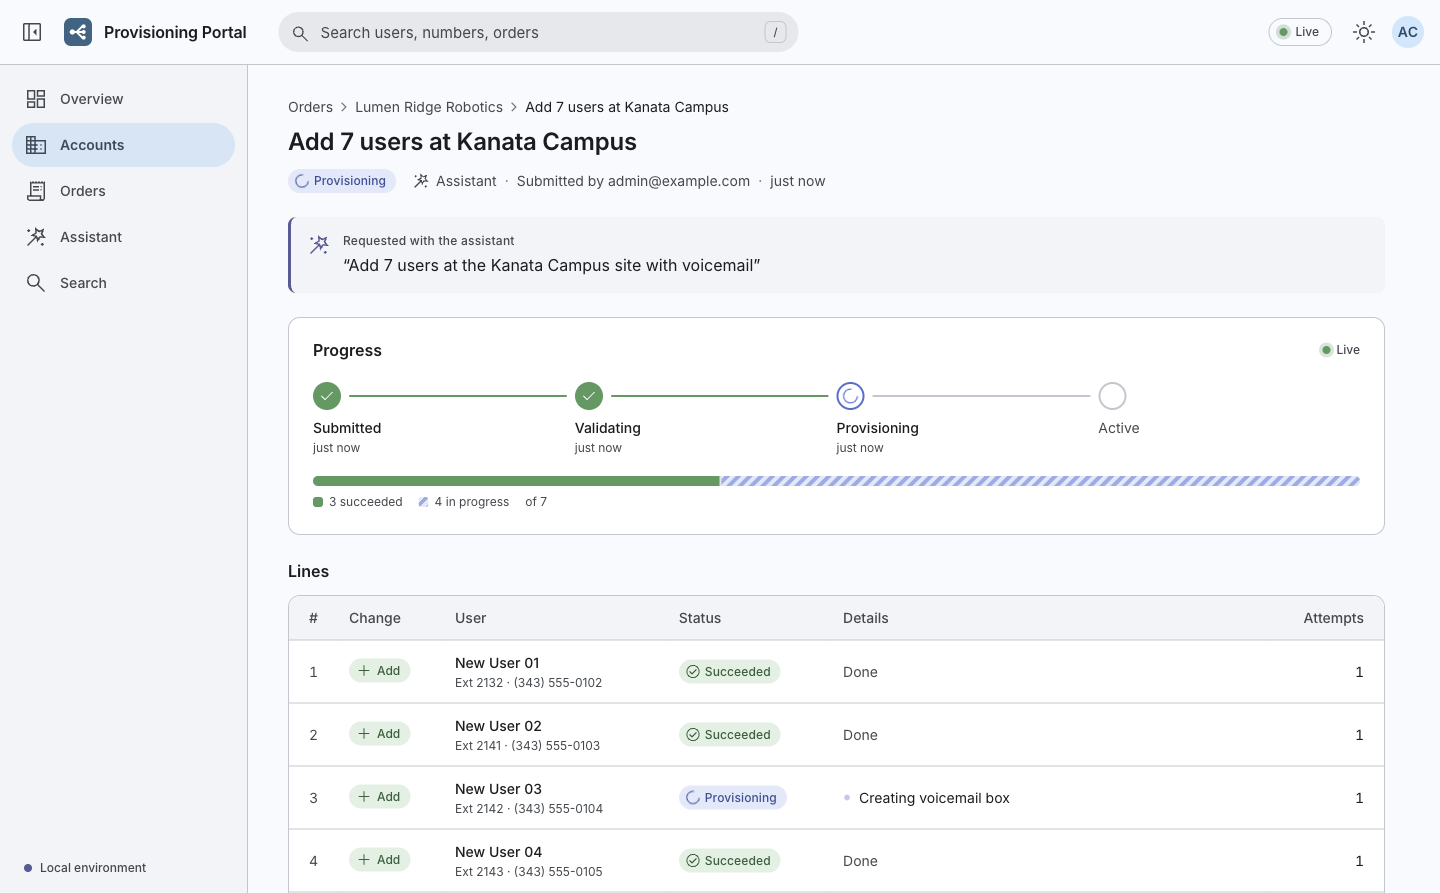 Provisioning Portal
Search users, numbers, orders
/
Live
AC
Overview
Accounts
Orders
Assistant
Search
Local environment
Orders > Lumen Ridge Robotics > Add 7 users at Kanata Campus
Add 7 users at Kanata Campus
Provisioning Assistant · Submitted by admin@example.com · just now
Requested with the assistant
“Add 7 users at the Kanata Campus site with voicemail”
Progress
Live
Submitted Validating Provisioning Active
just now just now just now
3 succeeded 4 in progress of 7
Lines
# Change User Status Details Attempts
1 + Add New User 01 Succeeded Done 1
Ext 2132 · (343) 555-0102
2 + Add New User 02 Succeeded Done 1
Ext 2141 · (343) 555-0103
3 + Add New User 03 Provisioning Creating voicemail box 1
Ext 2142 · (343) 555-0104
4 + Add New User 04 Succeeded Done 1
Ext 2143 · (343) 555-0105